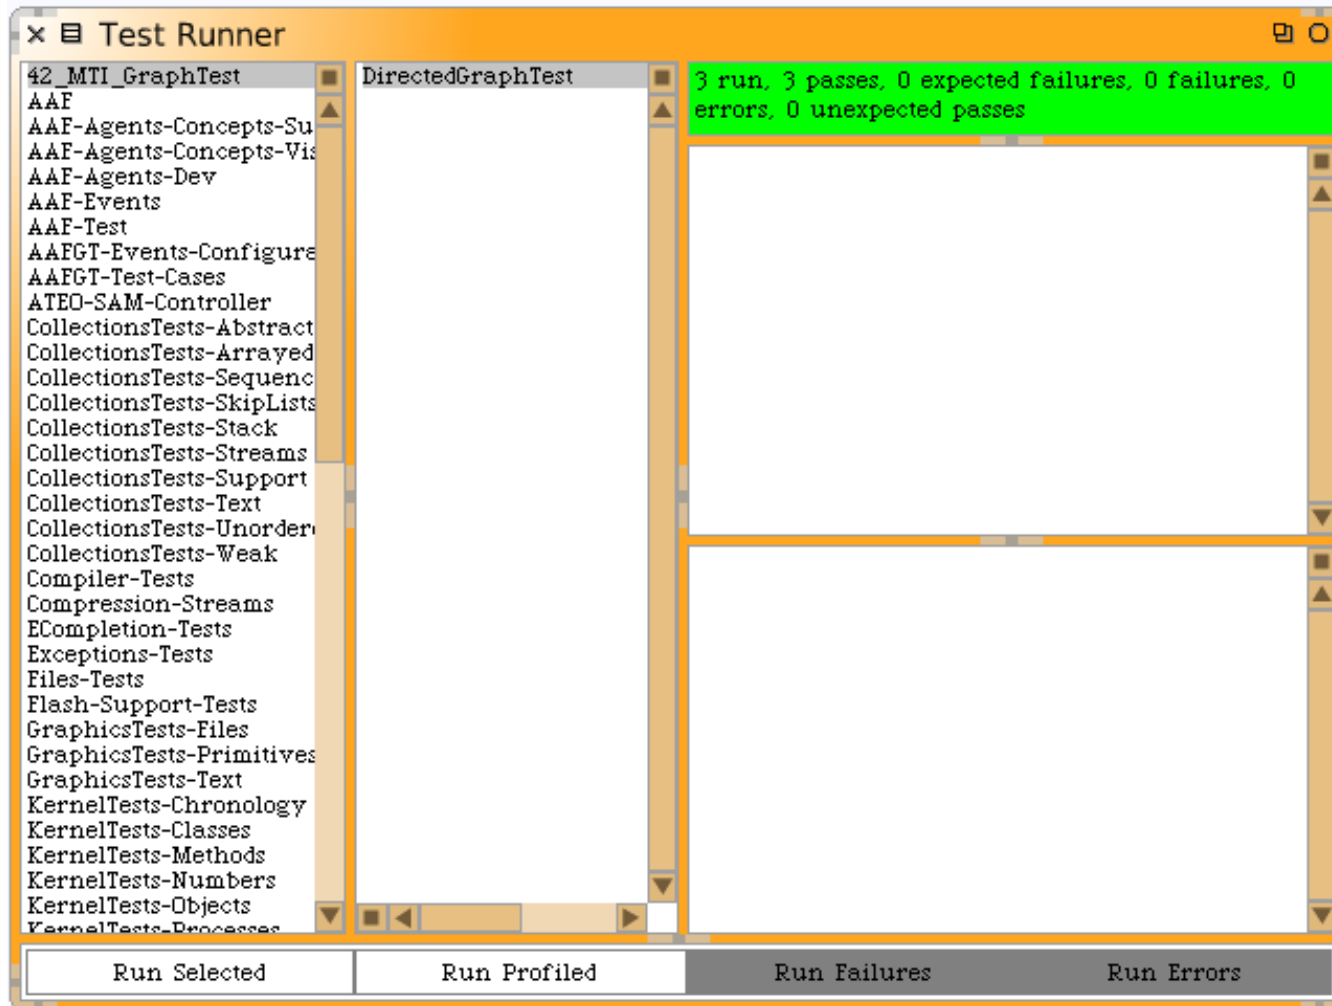 Test Runner
42_MTI_GraphTest
AAF
AAF-Agents-Concepts-Su
AAF-Agents-Concepts-Vis
AAF-Agents-Dev
AAF-Events
AAF-Test
AAFGT-Events-Configura
AAFGT-Test-Cases
ATEO-SAM-Controller
CollectionsTests-Abstract
CollectionsTests-Arrayed
CollectionsTests-Sequenc
CollectionsTests-SkipLists
CollectionsTests-Stack
CollectionsTests-Streams
CollectionsTests-Support
CollectionsTests-Text
CollectionsTests-Unordere
CollectionsTests-Weak
Compiler-Tests
Compression-Streams
ECompletion-Tests
Exceptions-Tests
Files-Tests
Flash-Support-Tests
GraphicsTests-Files
GraphicsTests-Primitives
GraphicsTests-Text
KernelTests-Chronology
KernelTests-Classes
KernelTests-Methods
KernelTests-Numbers
KernelTests-Objects
KernelTests-Processes
DirectedGraphTest
3 run, 3 passes, 0 expected failures, 0 failures, 0
errors, 0 unexpected passes
Run Selected
Run Profiled
Run Failures
Run Errors